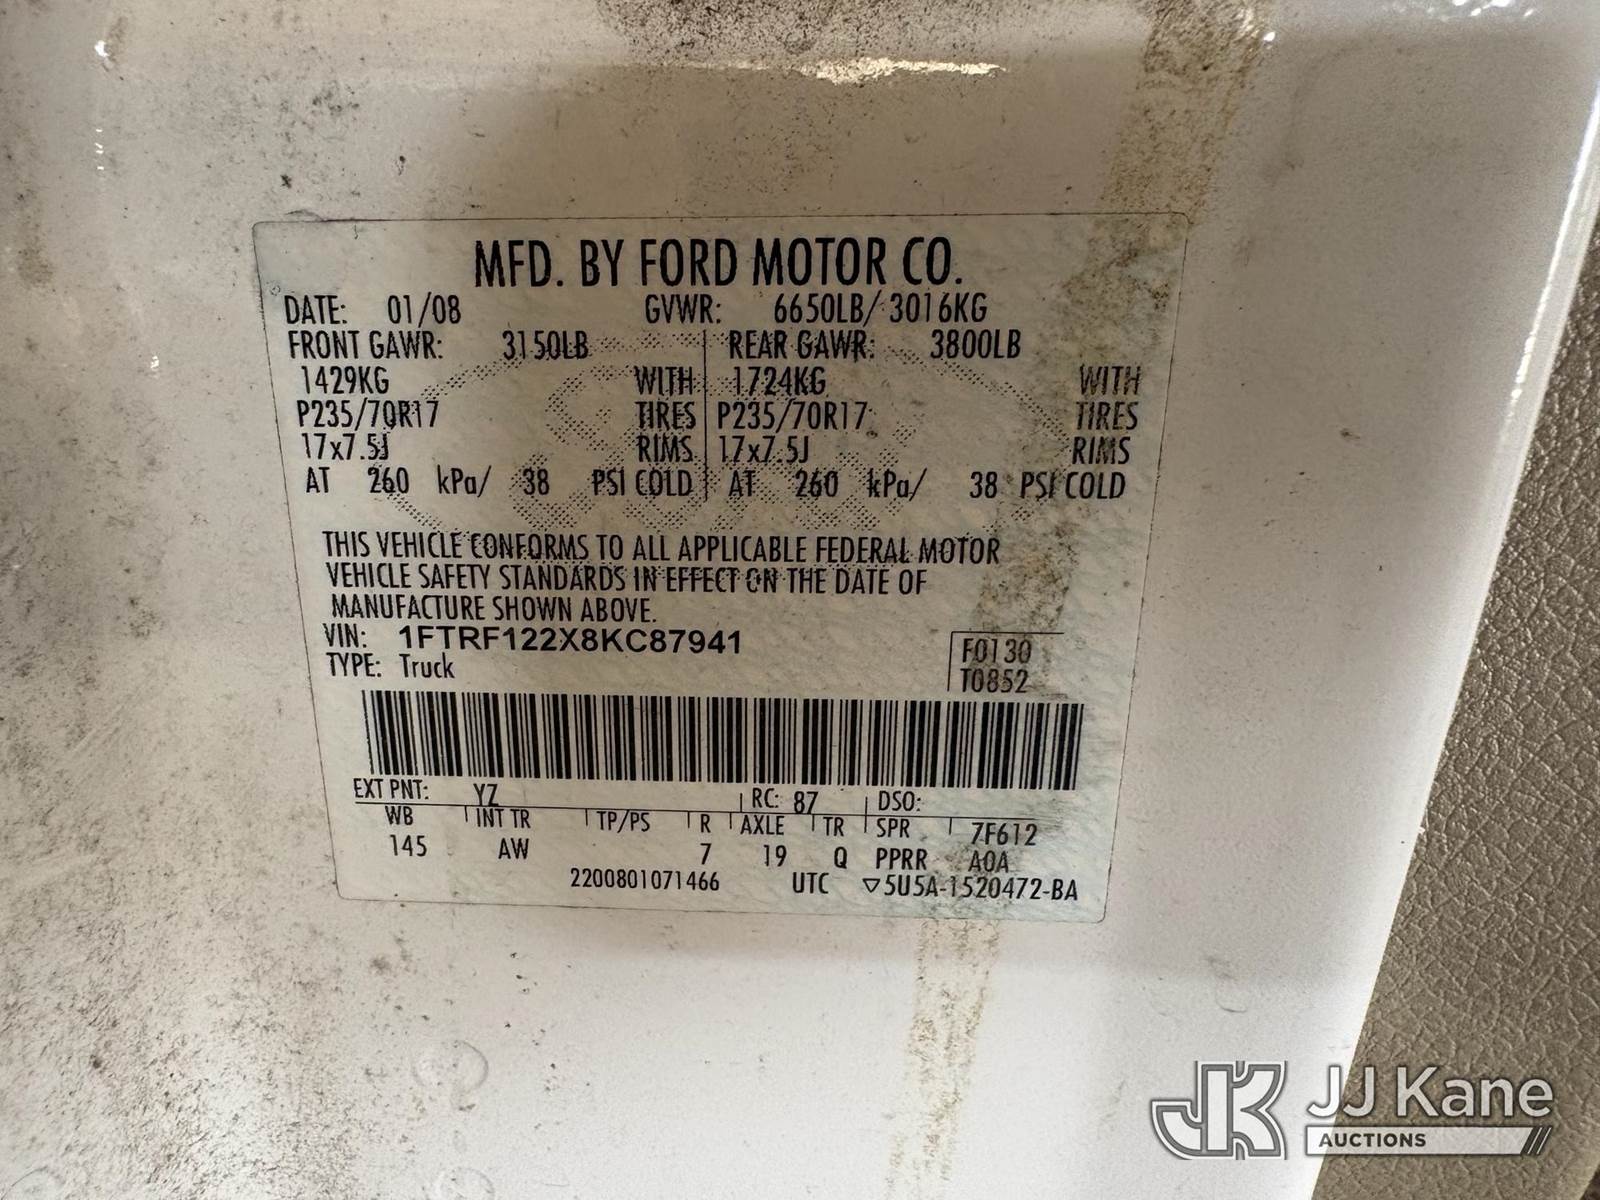 MFD. BY FORD MOTOR CO.
DATE: 01/08 GVWR: 6650LB/ 3016KG
FRONT GAWR: 3150LB REAR GAWR: 3800LB
1429KG WITH 1724KG WITH
P235/70R17 TIRES P235/70R17 TIRES
17x7.5J RIMS 17x7.5J RIMS
AT 260 kPa/ 38 PSI COLD AT 260 kPa/ 38 PSI COLD
THIS VEHICLE CONFORMS TO ALL APPLICABLE FEDERAL MOTOR
VEHICLE SAFETY STANDARDS IN EFFECT ON THE DATE OF
MANUFACTURE SHOWN ABOVE.
VIN: 1FTRF122X8KC87941 F0130
TYPE: Truck T0852
EXT PNT: YZ RC: 87 DSO:
WB INT TR TP/PS R AXLE TR SPR 7F612
145 AW 7 19 Q PPRR A0A
2200801071466 UTC ▽5U5A-1520472-BA
JK JJ Kane
AUCTIONS